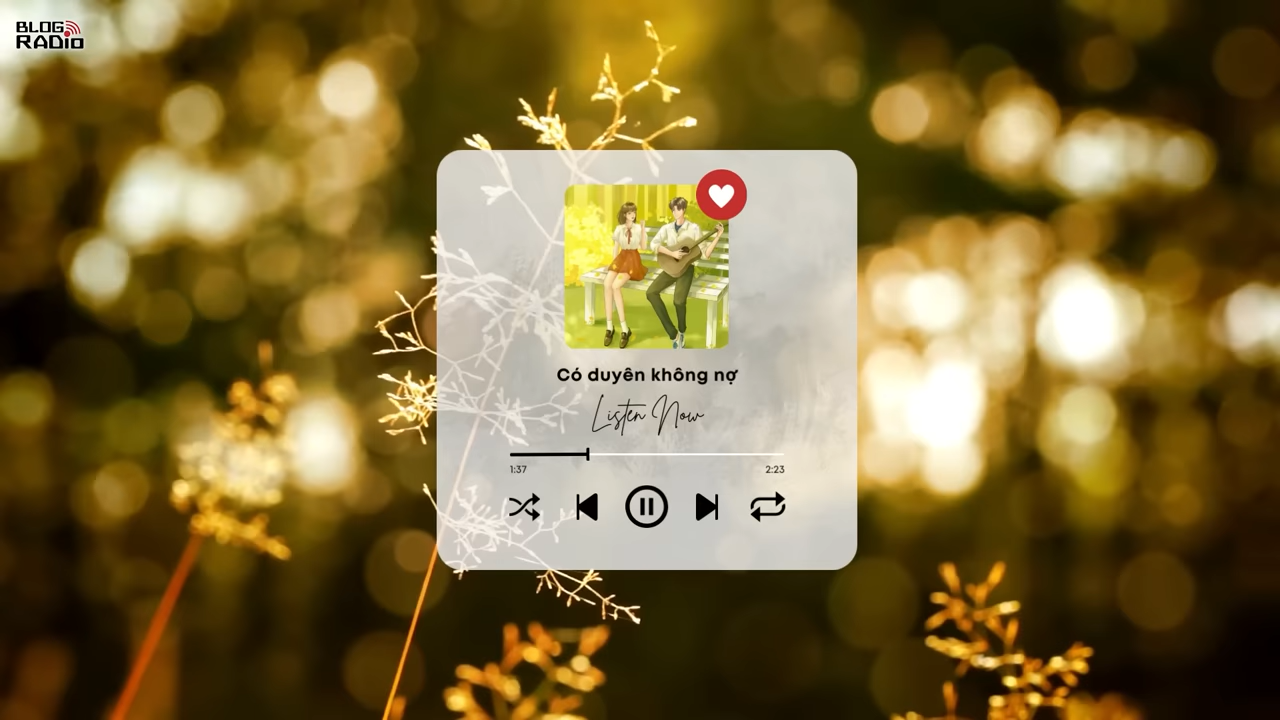 BLOG
RADIO
Có duyên không nợ
Listen Now
1:37
2:23